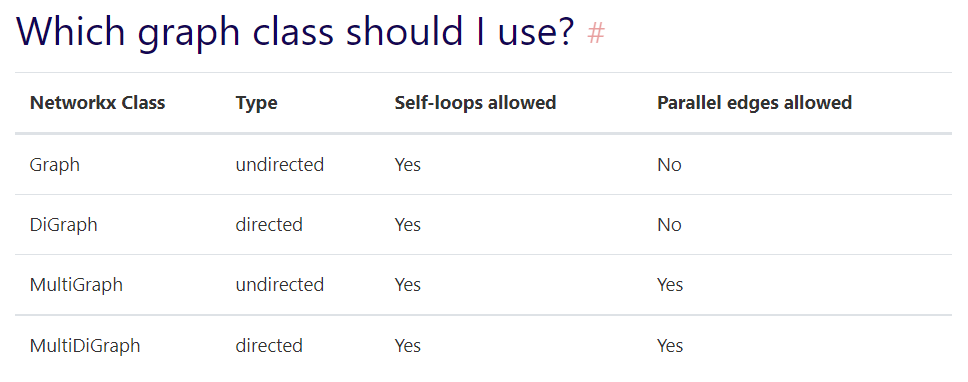 Which graph class should I use? #
Networkx Class Type Self-loops allowed Parallel edges allowed
Graph undirected Yes No
DiGraph directed Yes No
MultiGraph undirected Yes Yes
MultiDiGraph directed Yes Yes